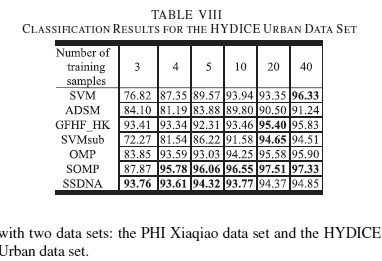 TABLE VIII
CLASSIFICATION RESULTS FOR THE HYDICE URBAN DATA SET
Number of training samples 3 4 5 10 20 40
SVM 76.82 87.35 89.57 93.94 93.35 96.33
ADSM 84.10 81.19 83.88 89.80 90.50 91.24
GFHF_HK 93.41 93.34 92.31 93.46 95.40 95.83
SVMsub 72.27 81.54 86.22 91.58 94.65 94.51
OMP 83.85 93.59 93.03 94.25 95.58 95.90
SOMP 87.87 95.78 96.06 96.55 97.51 97.33
SSDNA 93.76 93.61 94.32 93.77 94.37 94.85
with two data sets: the PHI Xiaqiao data set and the HYDICE
Urban data set.